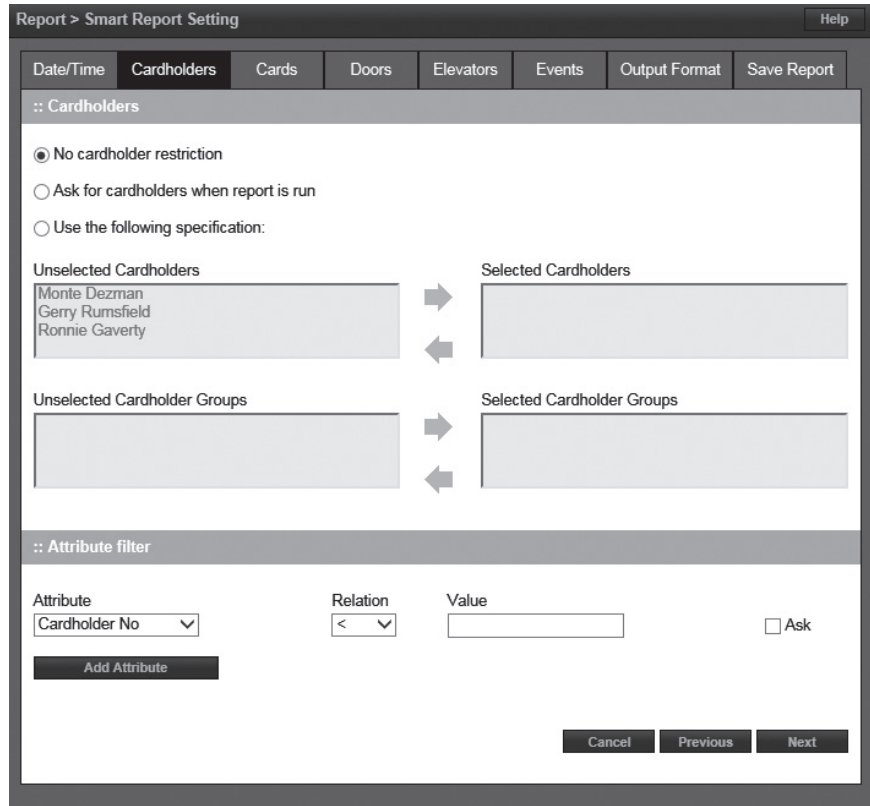 Report > Smart Report Setting
Help
Date/Time Cardholders Cards Doors Elevators Events Output Format Save Report
:: Cardholders
No cardholder restriction
Ask for cardholders when report is run
Use the following specification:
Unselected Cardholders Selected Cardholders
Monte Dezman
Gerry Rumsfield
Ronnie Gaverty
Unselected Cardholder Groups Selected Cardholder Groups
:: Attribute filter
Attribute Relation Value
Cardholder No < Ask
Add Attribute
Cancel Previous Next